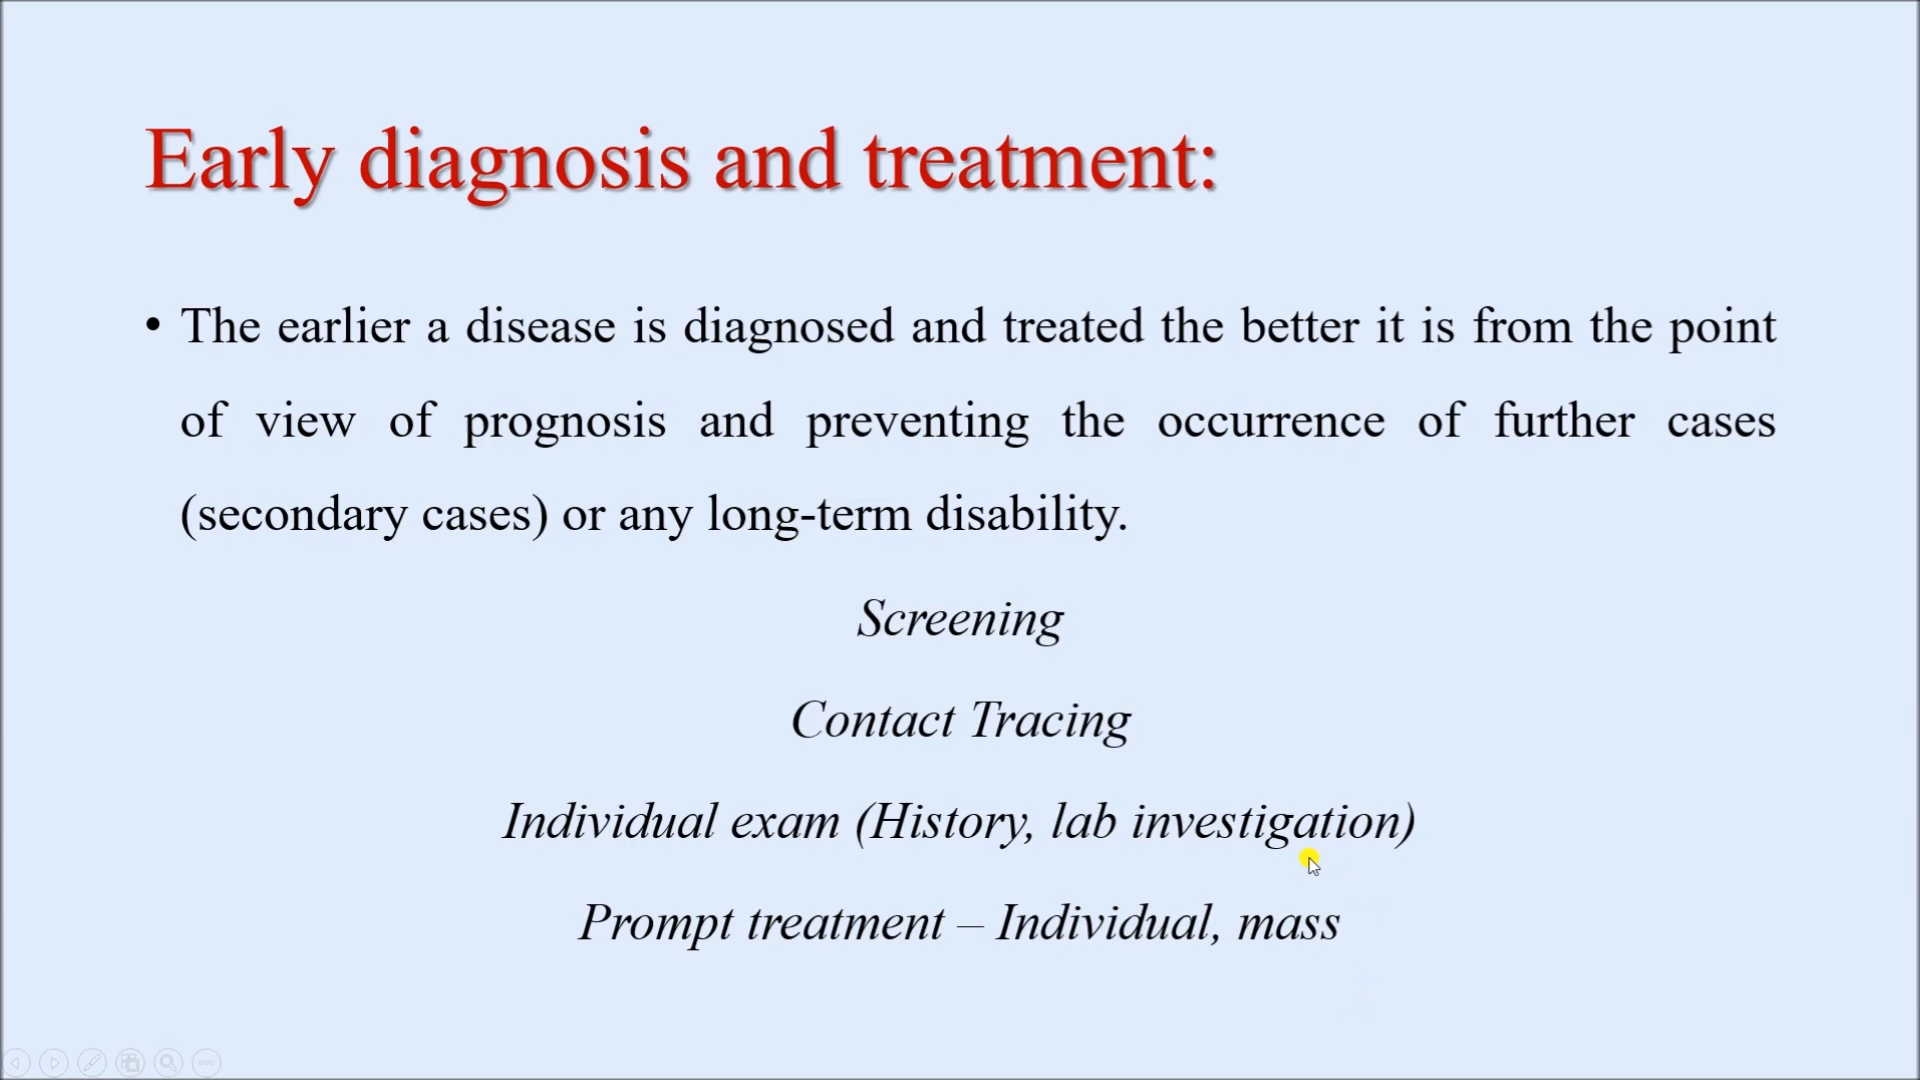 Early diagnosis and treatment:
• The earlier a disease is diagnosed and treated the better it is from the point
of view of prognosis and preventing the occurrence of further cases
(secondary cases) or any long-term disability.
Screening
Contact Tracing
Individual exam (History, lab investigation)
Prompt treatment – Individual, mass